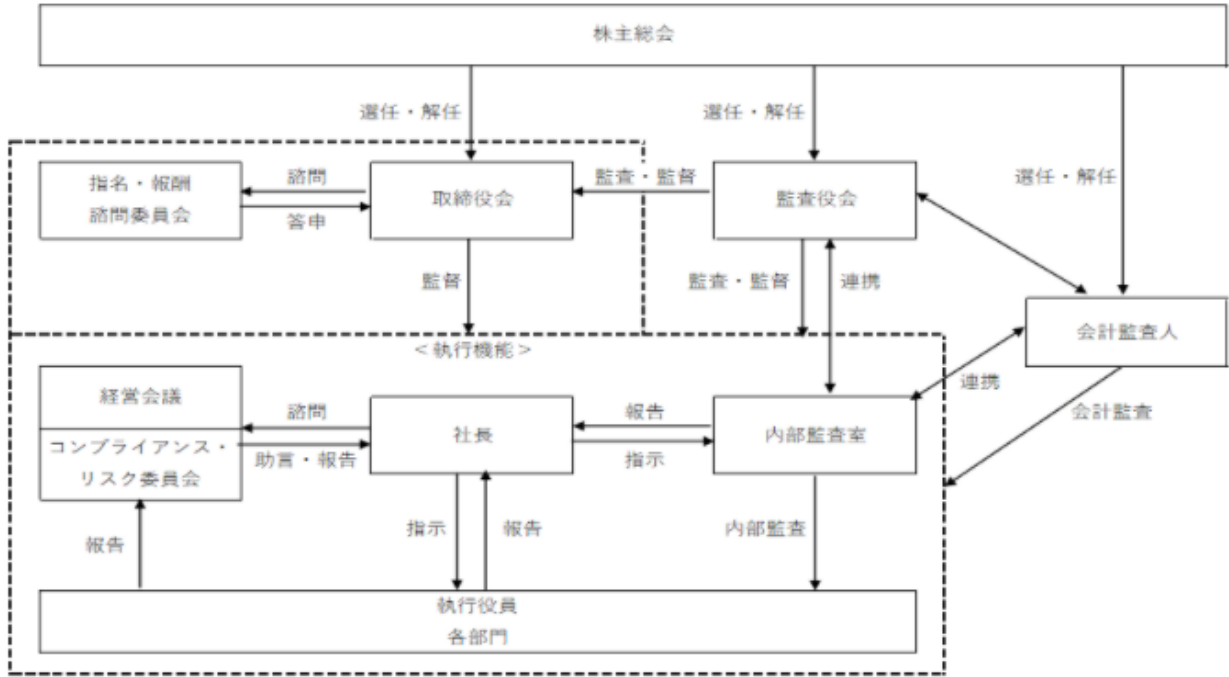 株主総会
選任・解任
選任・解任
選任・解任
指名・報酬
諮問委員会
諮問
答申
取締役会
監査・監督
監査役会
監督
監査・監督
連携
会計監査人
＜執行機能＞
連携
会計監査
経営会議
コンプライアンス・
リスク委員会
諮問
助言・報告
社長
報告
指示
内部監査室
報告
指示
報告
内部監査
執行役員
各部門